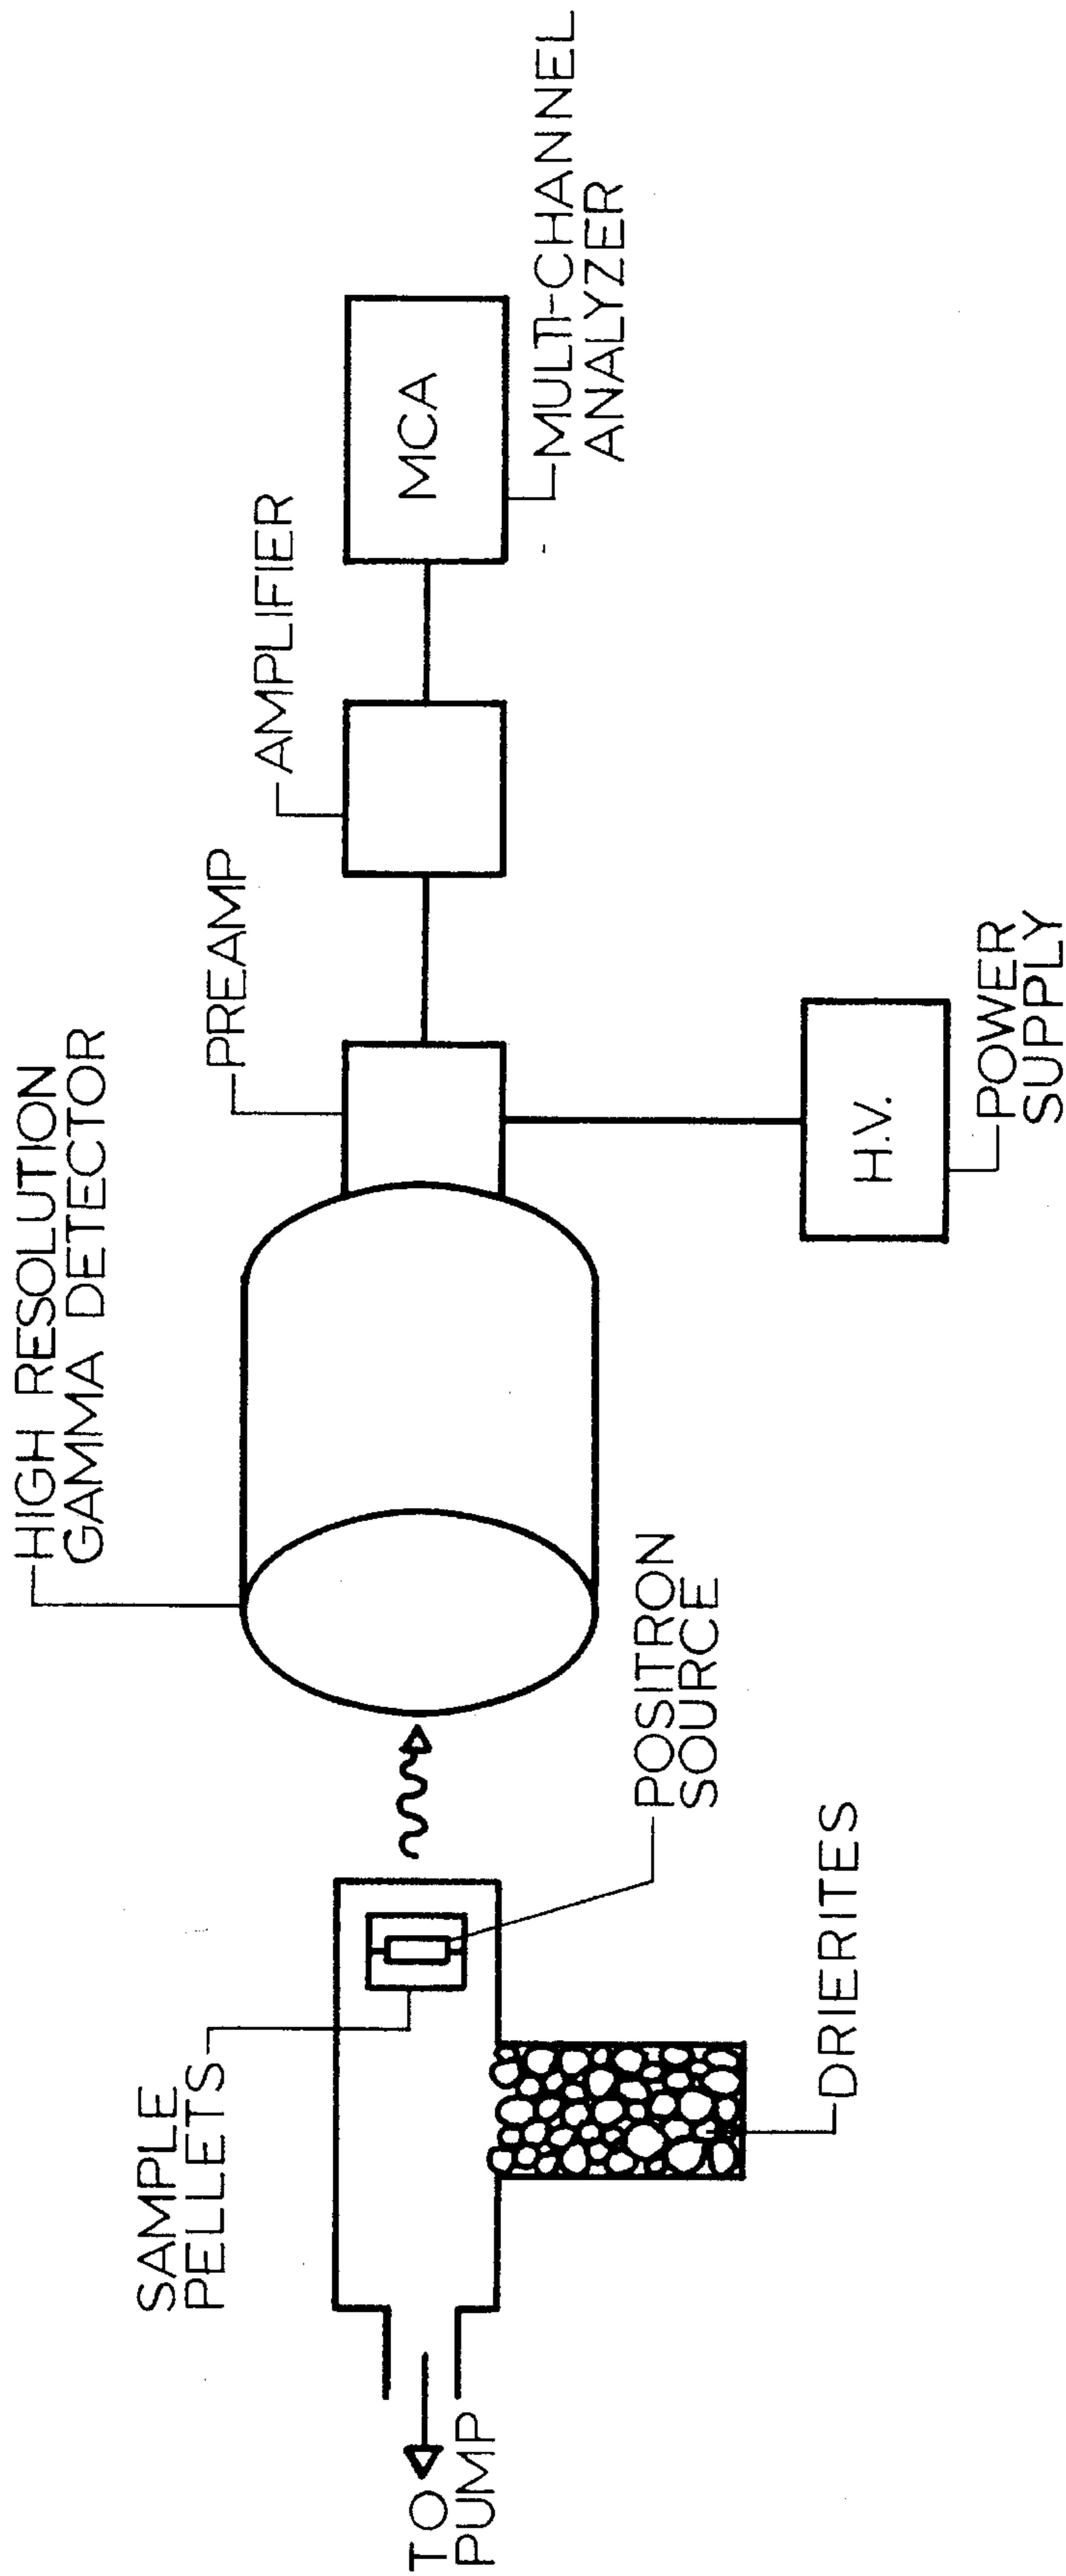 HIGH RESOLUTION
GAMMA DETECTOR
PREAMP
AMPLIFIER
MCA
MULTI-CHANNEL
ANALYZER
H.V.
POWER
SUPPLY
SAMPLE
PELLETS
POSITRON
SOURCE
DRIERITES
TO
PUMP